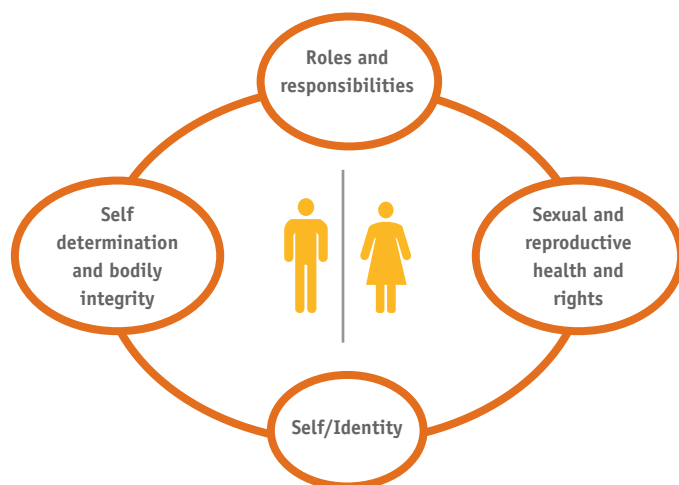 Roles and
responsibilities
Self
determination
and bodily
integrity
Sexual and
reproductive
health and
rights
Self/Identity